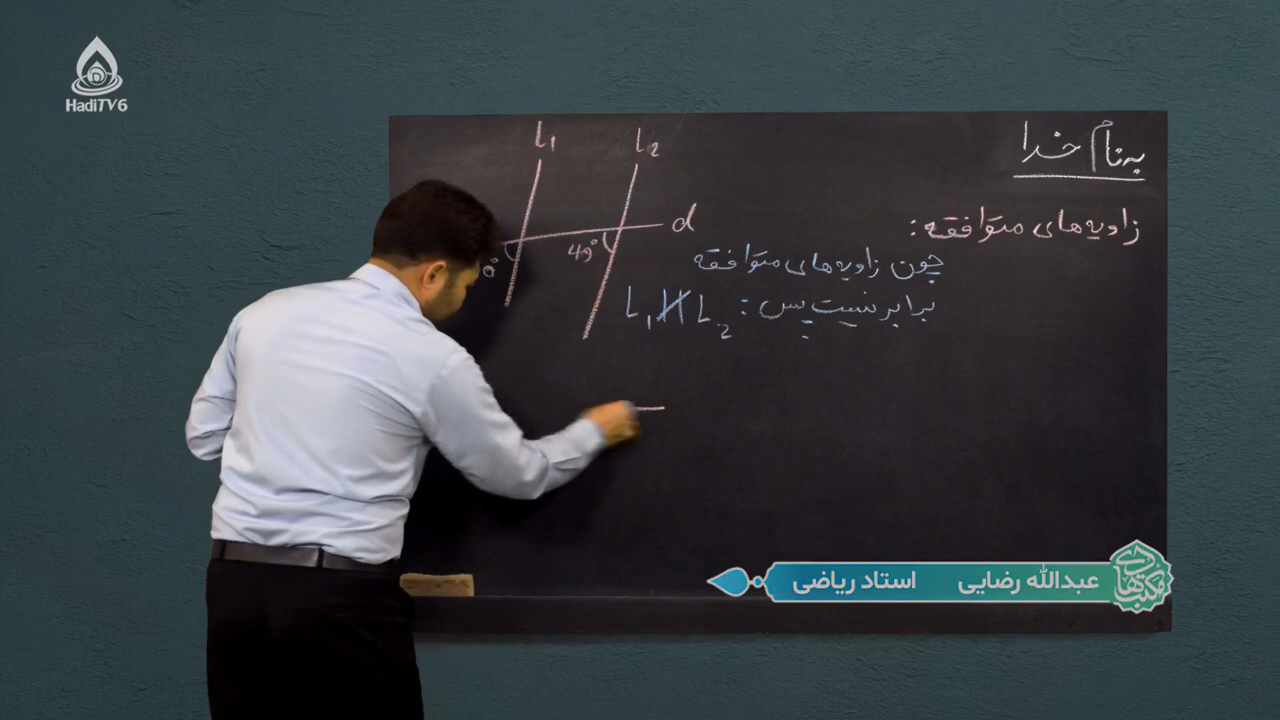 HadiTV6
به نام خدا
زاویه‌های متوافقه:
L1 L2
d
49°
چون زاویه‌های متوافقه
برابر نیست پس: L1 ∦ L2
عبدالله رضایی استاد ریاضی